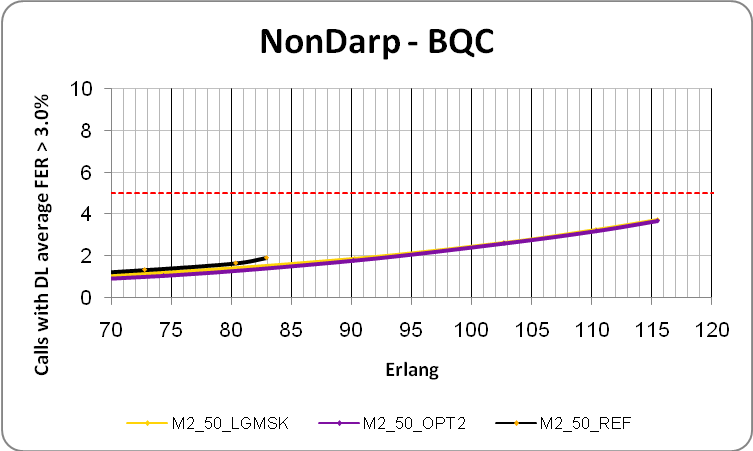 NonDarp - BQC
Calls with DL average FER > 3.0%
10
8
6
4
2
0
70 75 80 85 90 95 100 105 110 115 120
Erlang
M2_50_LGMSK M2_50_OPT2 M2_50_REF